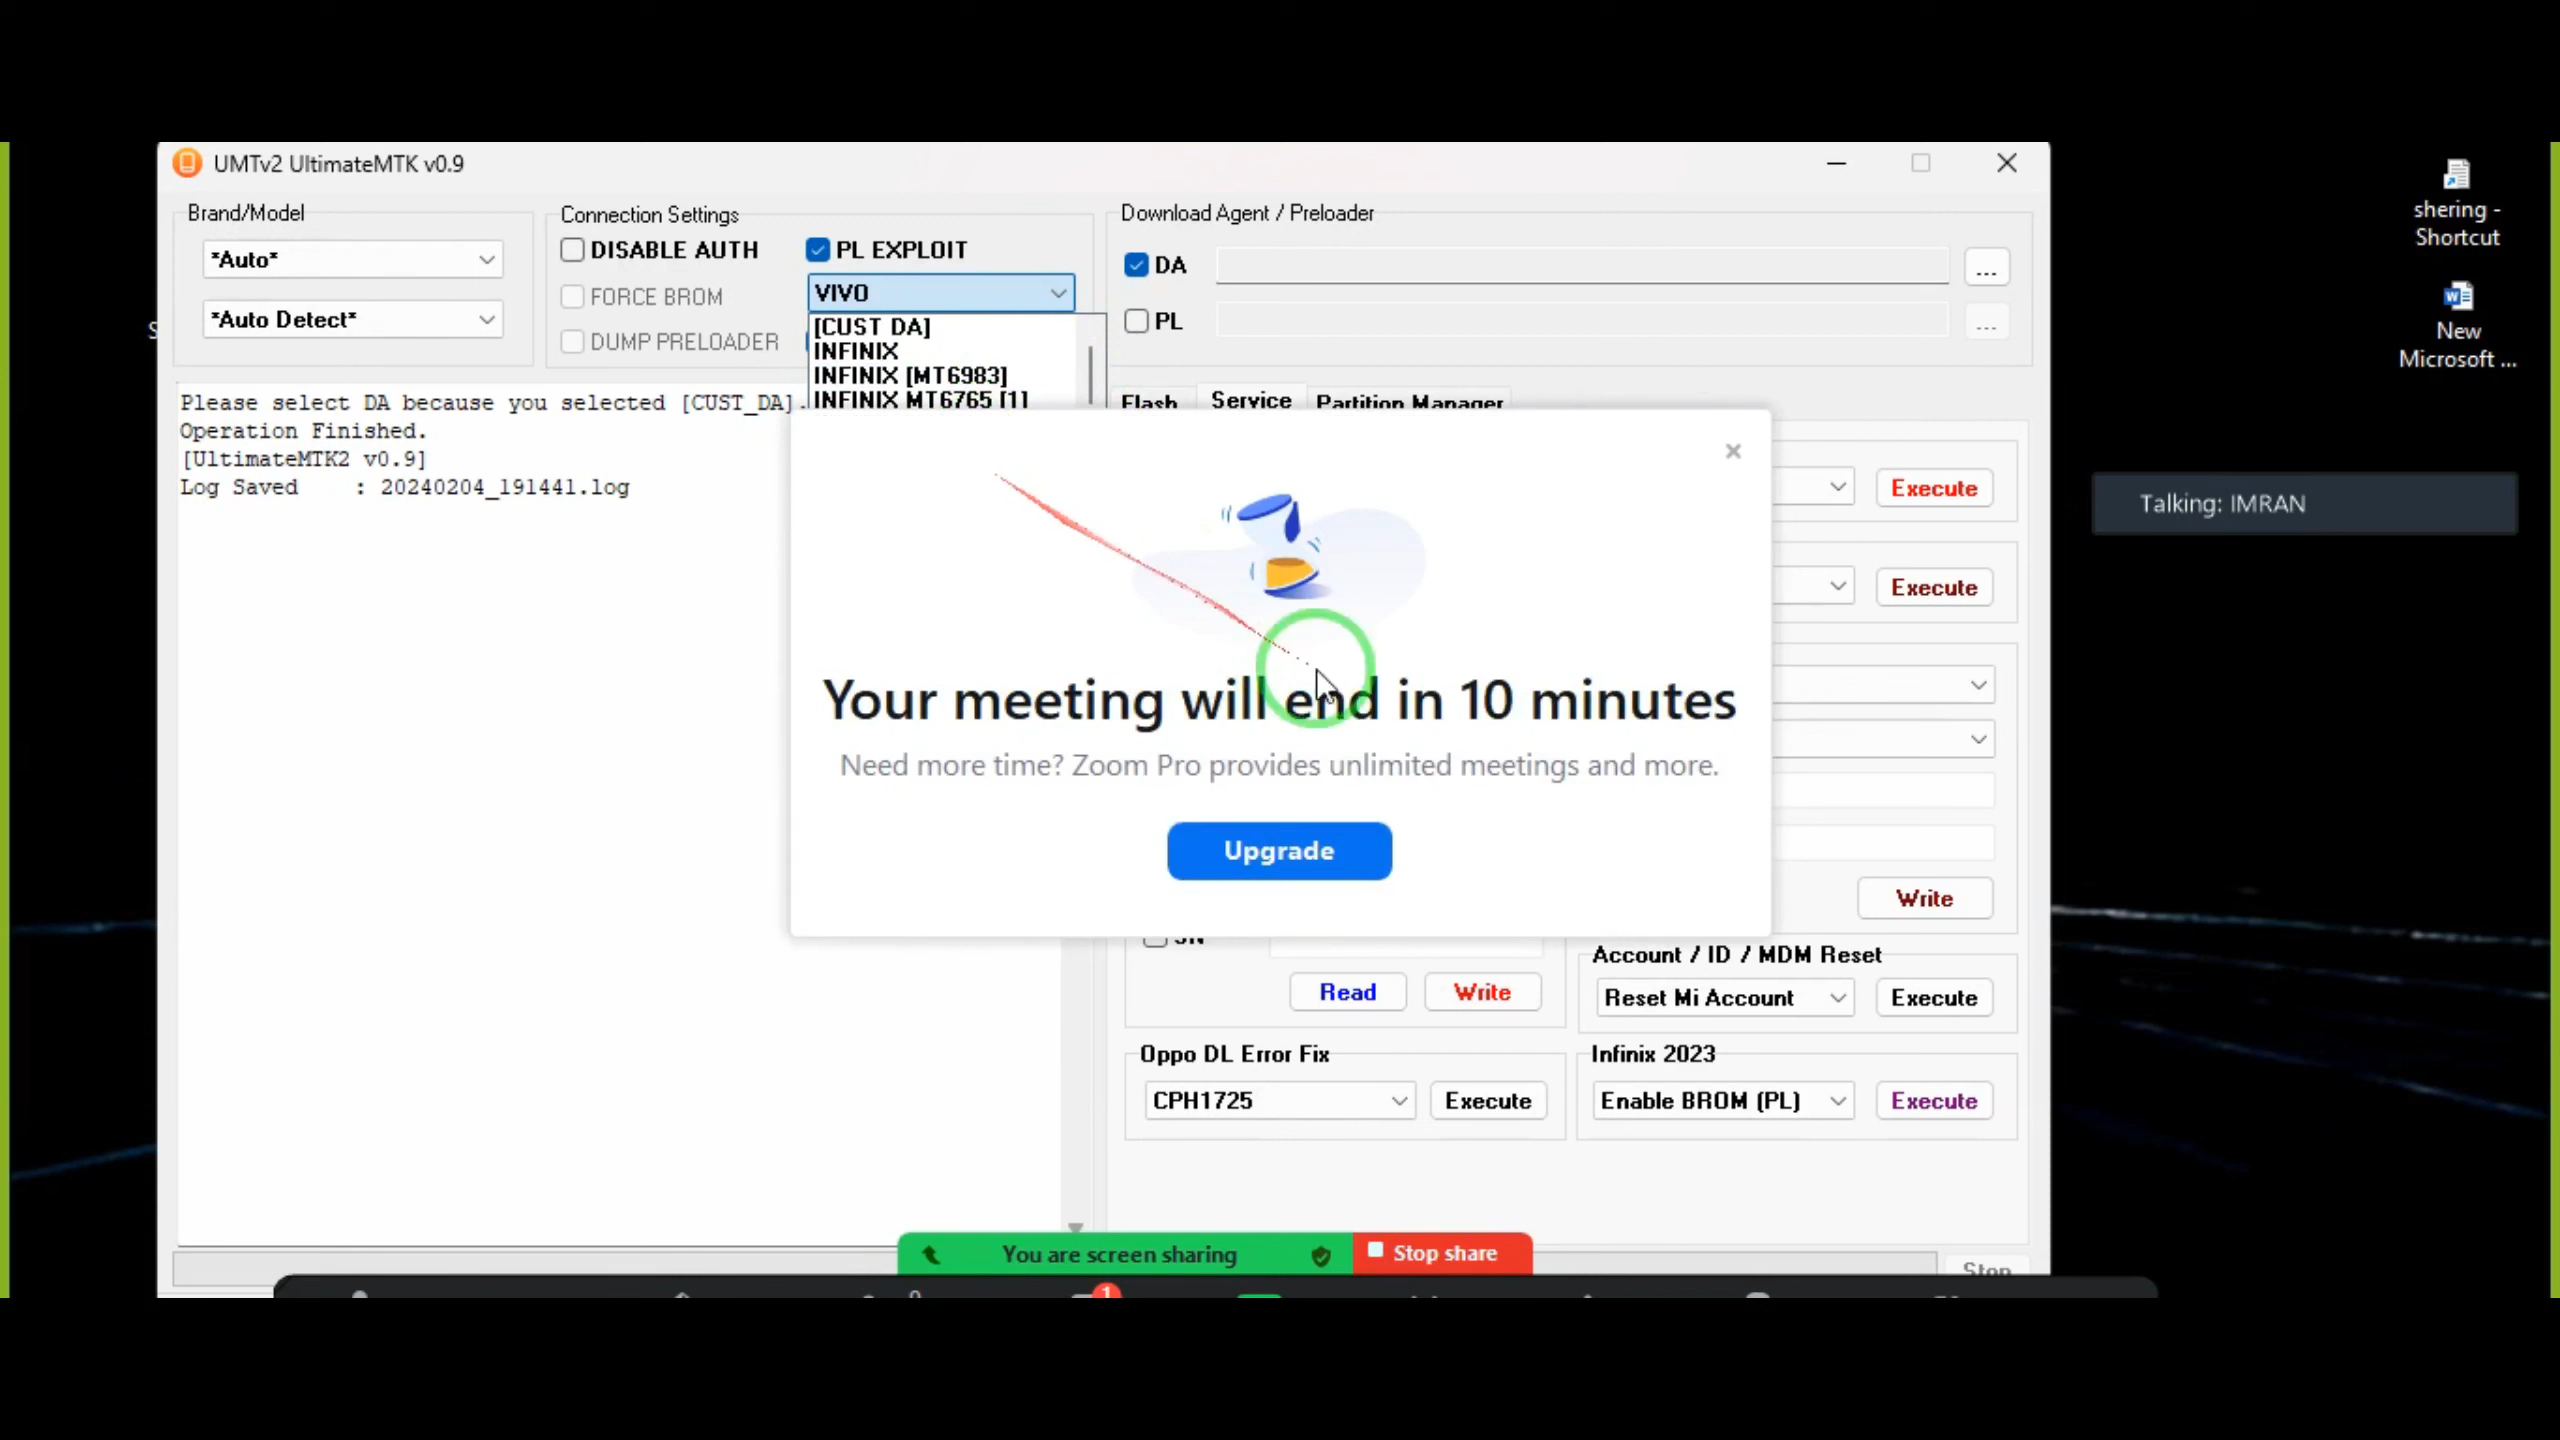 UMTv2 UltimateMTK v0.9
Brand/Model
*Auto*
*Auto Detect*
Connection Settings
DISABLE AUTH
PL EXPLOIT
FORCE BROM
VIVO
DUMP PRELOADER
[CUST DA]
INFINIX
INFINIX [MT6983]
INFINIX MT6765 [1]
Download Agent / Preloader
DA
...
PL
...
shering -
Shortcut
New
Microsoft ...
Please select DA because you selected [CUST_DA].
Operation Finished.
[UltimateMTK2 v0.9]
Log Saved    : 20240204_191441.log
Flash
Service
Partition Manager
Execute
Talking: IMRAN
Execute
Your meeting will end in 10 minutes
Need more time? Zoom Pro provides unlimited meetings and more.
Upgrade
Write
Read
Write
Account / ID / MDM Reset
Reset Mi Account
Execute
Oppo DL Error Fix
CPH1725
Execute
Infinix 2023
Enable BROM (PL)
Execute
You are screen sharing
Stop share
Stop
1